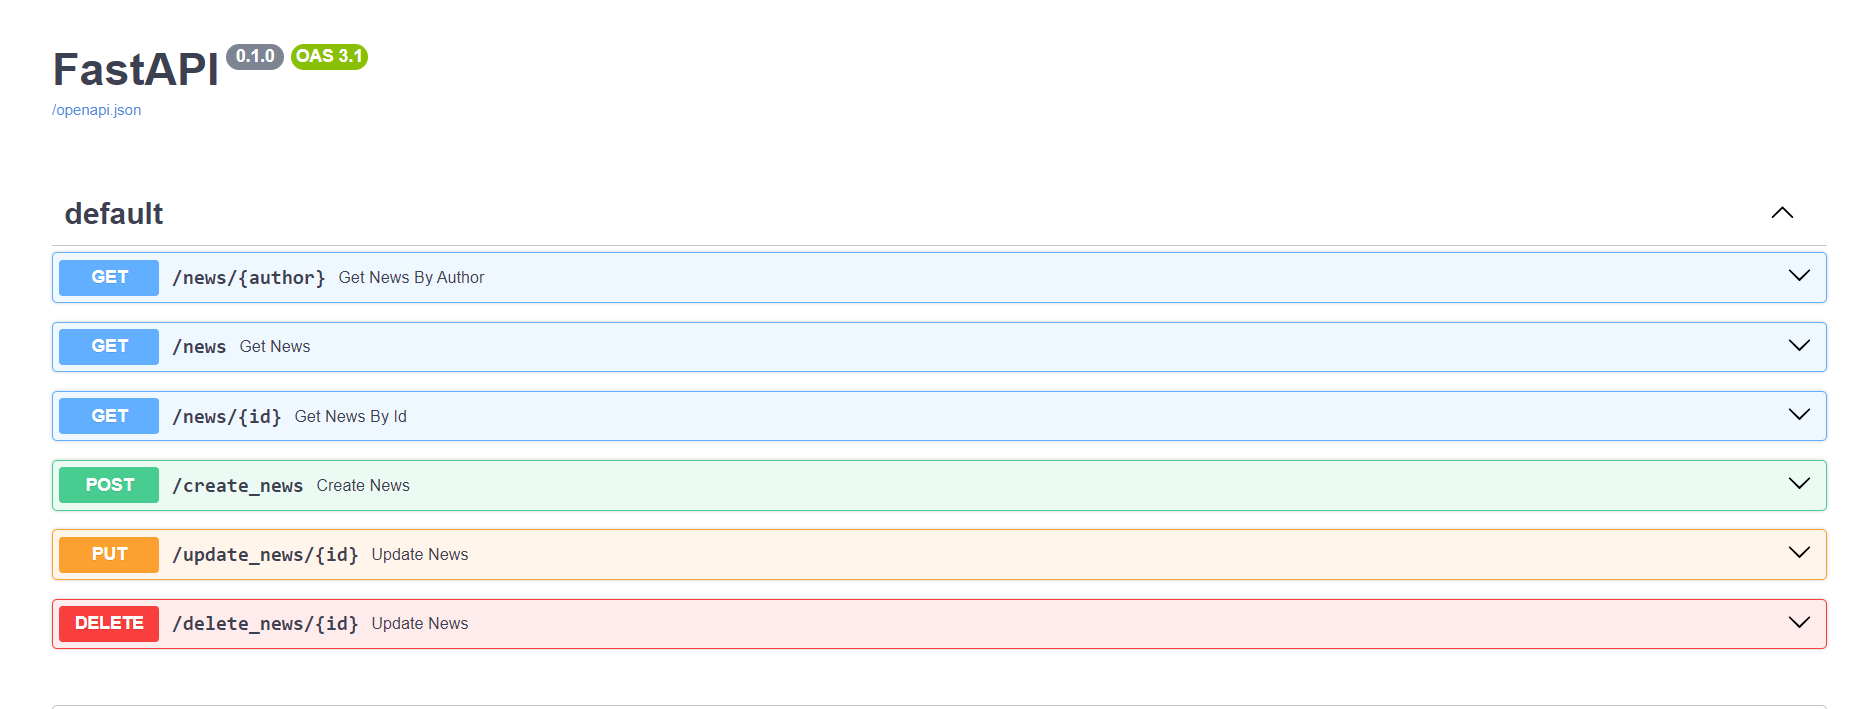 FastAPI 0.1.0 OAS 3.1
/openapi.json
default
GET /news/{author} Get News By Author
GET /news Get News
GET /news/{id} Get News By Id
POST /create_news Create News
PUT /update_news/{id} Update News
DELETE /delete_news/{id} Update News